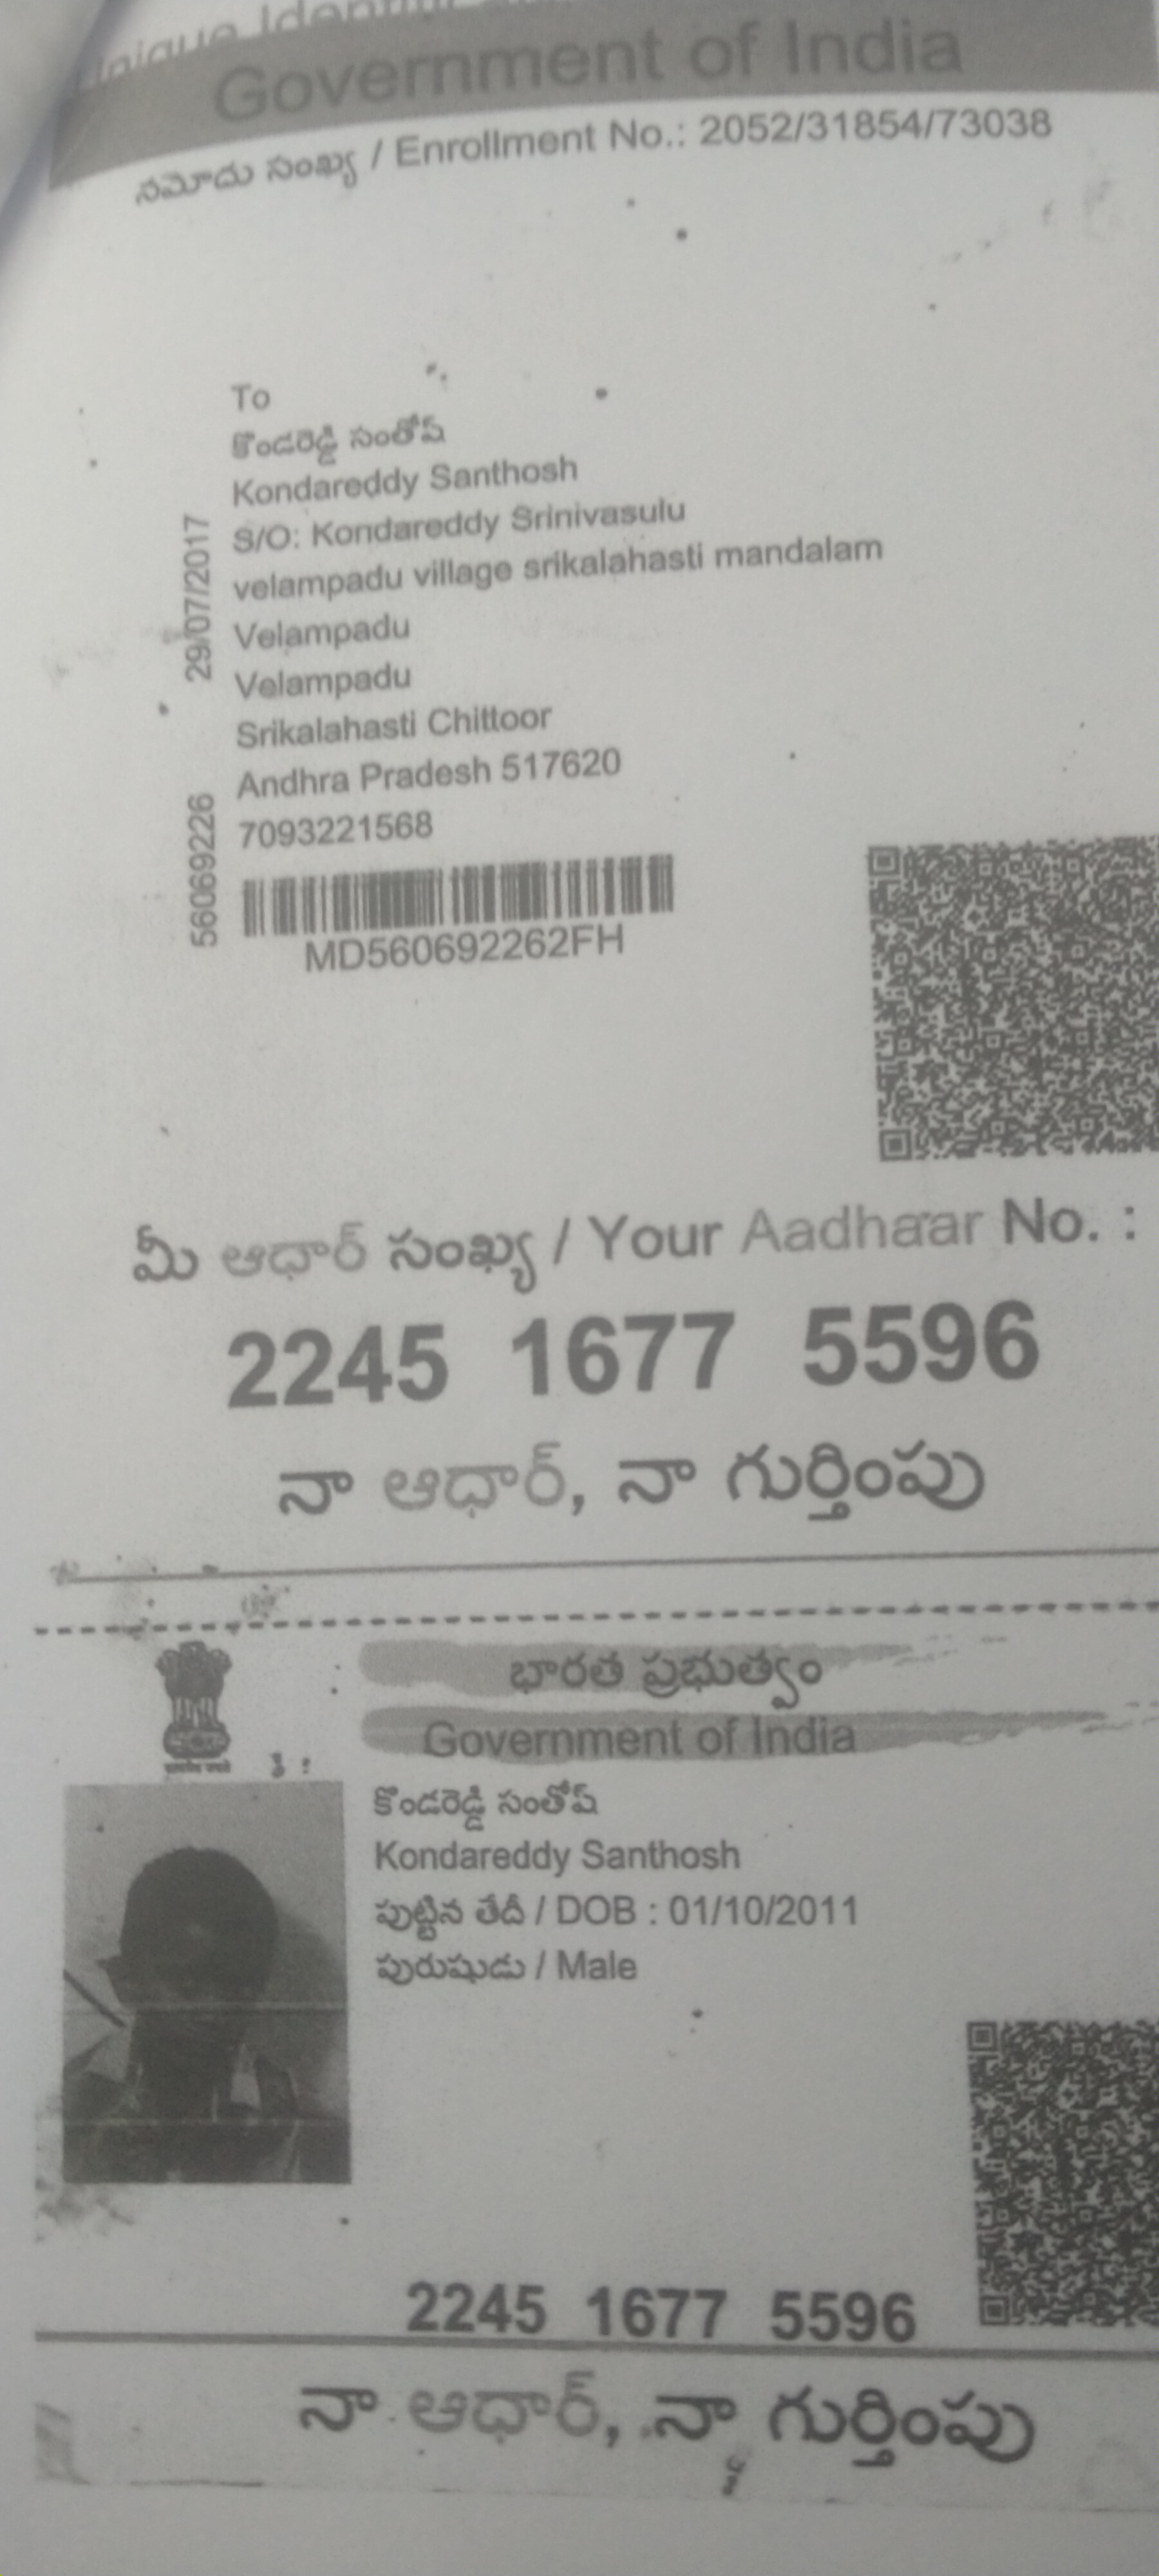 Government of India
నమోదు సంఖ్య / Enrollment No.: 2052/31854/73038
To
కొండరెడ్డి సంతోష్
Kondareddy Santhosh
S/O: Kondareddy Srinivasulu
velampadu village srikalahasti mandalam
Velampadu
Velampadu
Srikalahasti Chittoor
Andhra Pradesh 517620
7093221568
29/07/2017
56069226
MD560692262FH
మీ ఆధార్ సంఖ్య / Your Aadhaar No. :
2245 1677 5596
నా ఆధార్, నా గుర్తింపు
భారత ప్రభుత్వం
Government of India
కొండరెడ్డి సంతోష్
Kondareddy Santhosh
పుట్టిన తేదీ / DOB : 01/10/2011
పురుషుడు / Male
2245 1677 5596
నా ఆధార్, నా గుర్తింపు